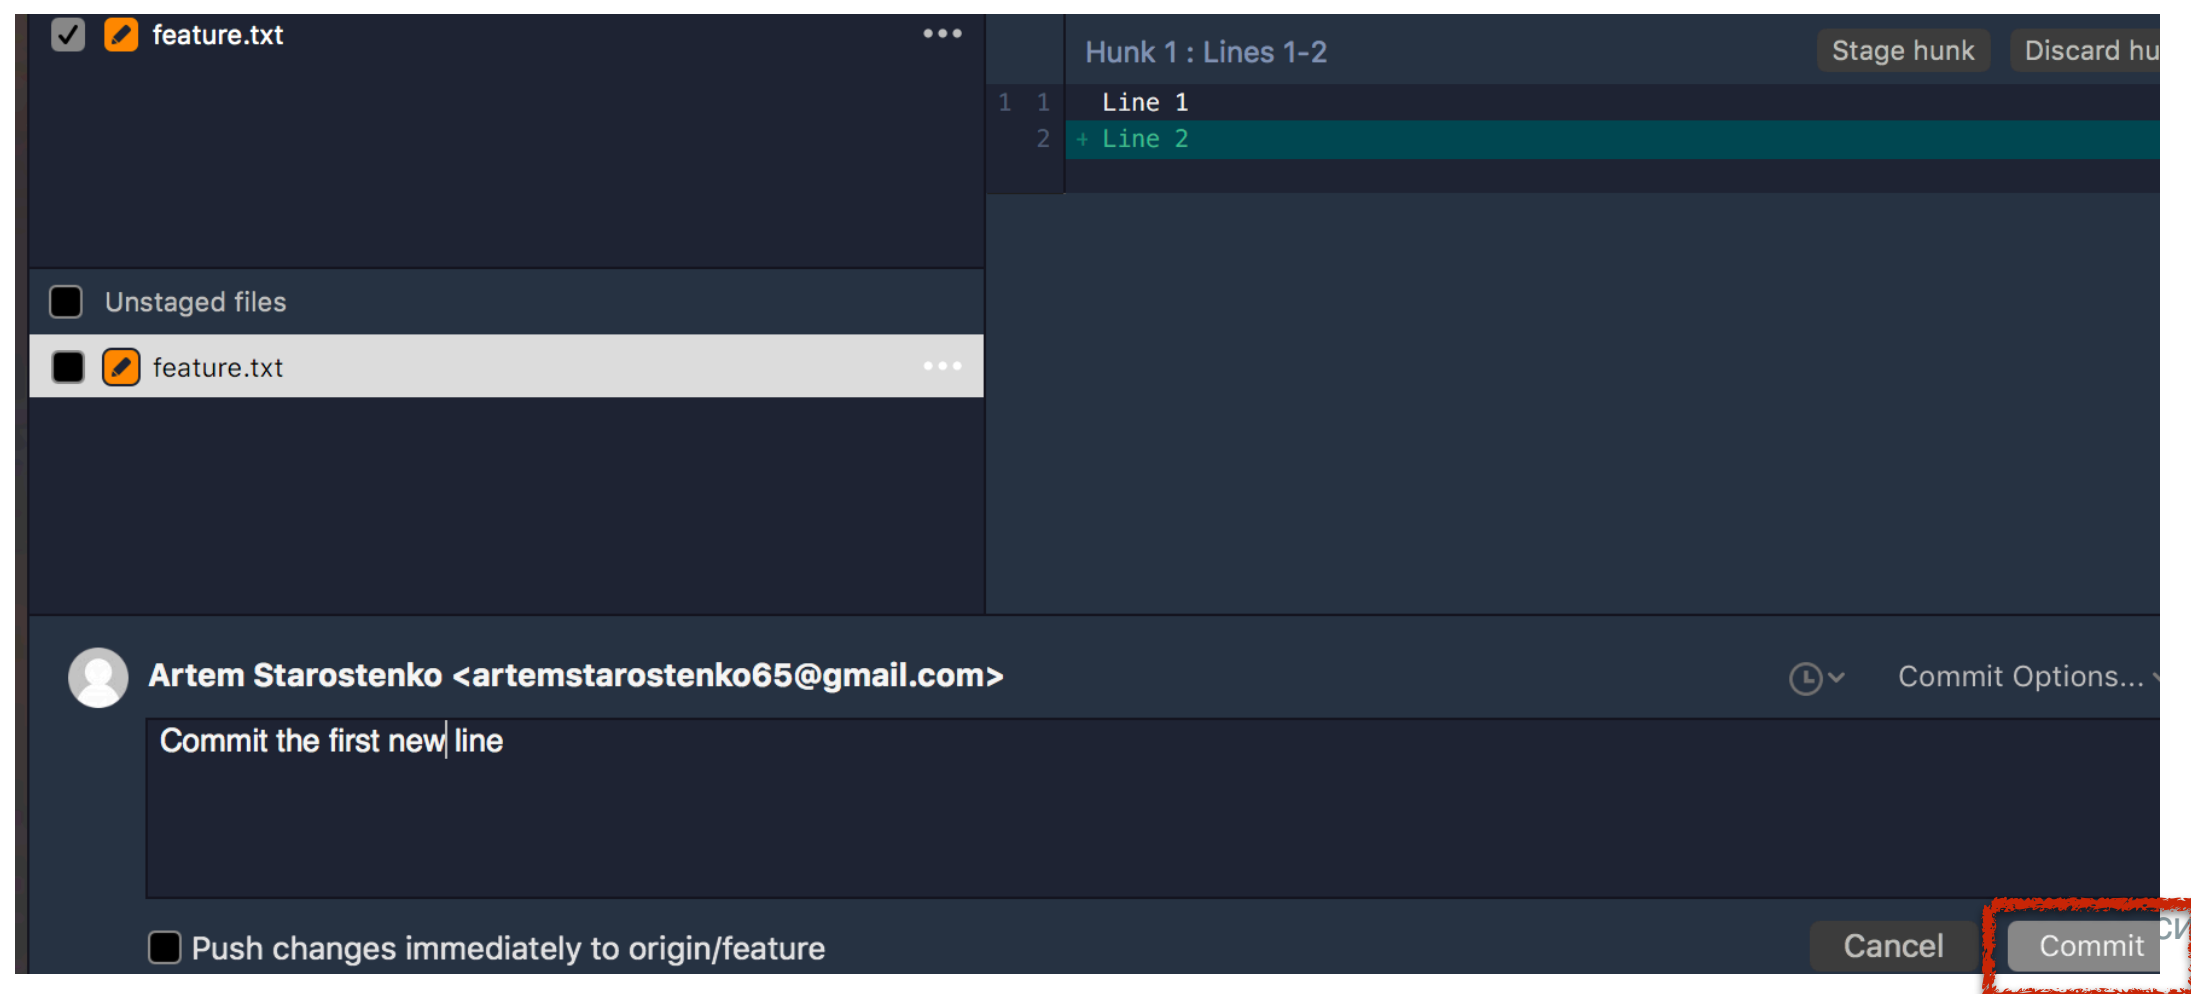 feature.txt
Hunk 1 : Lines 1-2
Stage hunk
Discard hu
1 1 Line 1
2 + Line 2
Unstaged files
feature.txt
Artem Starostenko <artemstarostenko65@gmail.com>
Commit Options...
Commit the first new line
Push changes immediately to origin/feature
Cancel
Commit